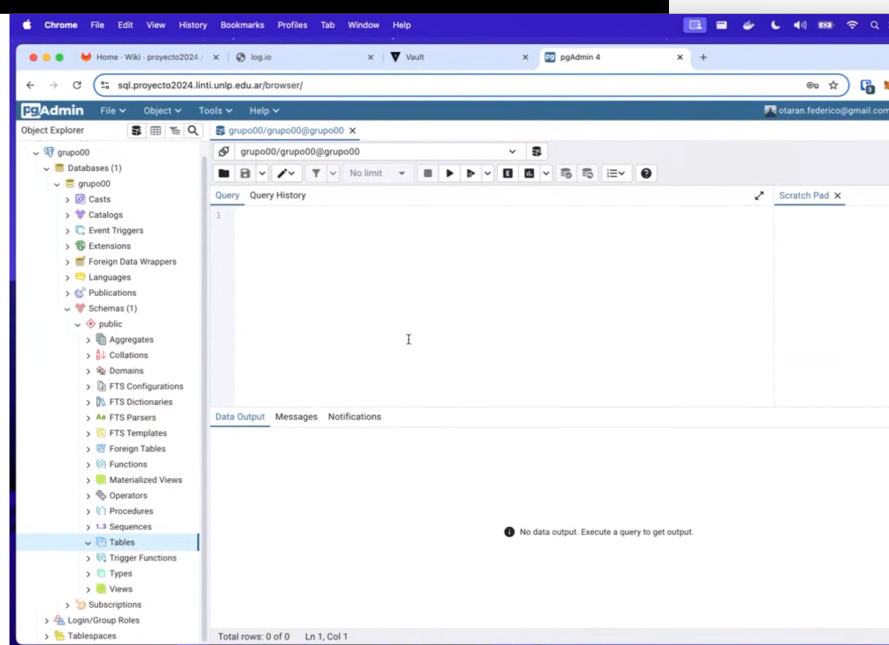 Chrome File Edit View History Bookmarks Profiles Tab Window Help
Home · Wiki · proyecto2024 / log.io Vault pgAdmin 4
sql.proyecto2024.linti.unlp.edu.ar/browser/
pgAdmin File Object Tools Help otaran.federico@gmail.com
Object Explorer grupo00/grupo00@grupo00
grupo00 grupo00/grupo00@grupo00
Databases (1)
grupo00 No limit
Casts Query Query History Scratch Pad
Catalogs 1
Event Triggers
Extensions
Foreign Data Wrappers
Languages
Publications
Schemas (1)
public
Aggregates
Collations
Domains
FTS Configurations
FTS Dictionaries
FTS Parsers Data Output Messages Notifications
FTS Templates
Foreign Tables
Functions
Materialized Views
Operators
Procedures
1..3 Sequences No data output. Execute a query to get output.
Tables
Trigger Functions
Types
Views
Subscriptions
Login/Group Roles
Tablespaces Total rows: 0 of 0 Ln 1, Col 1